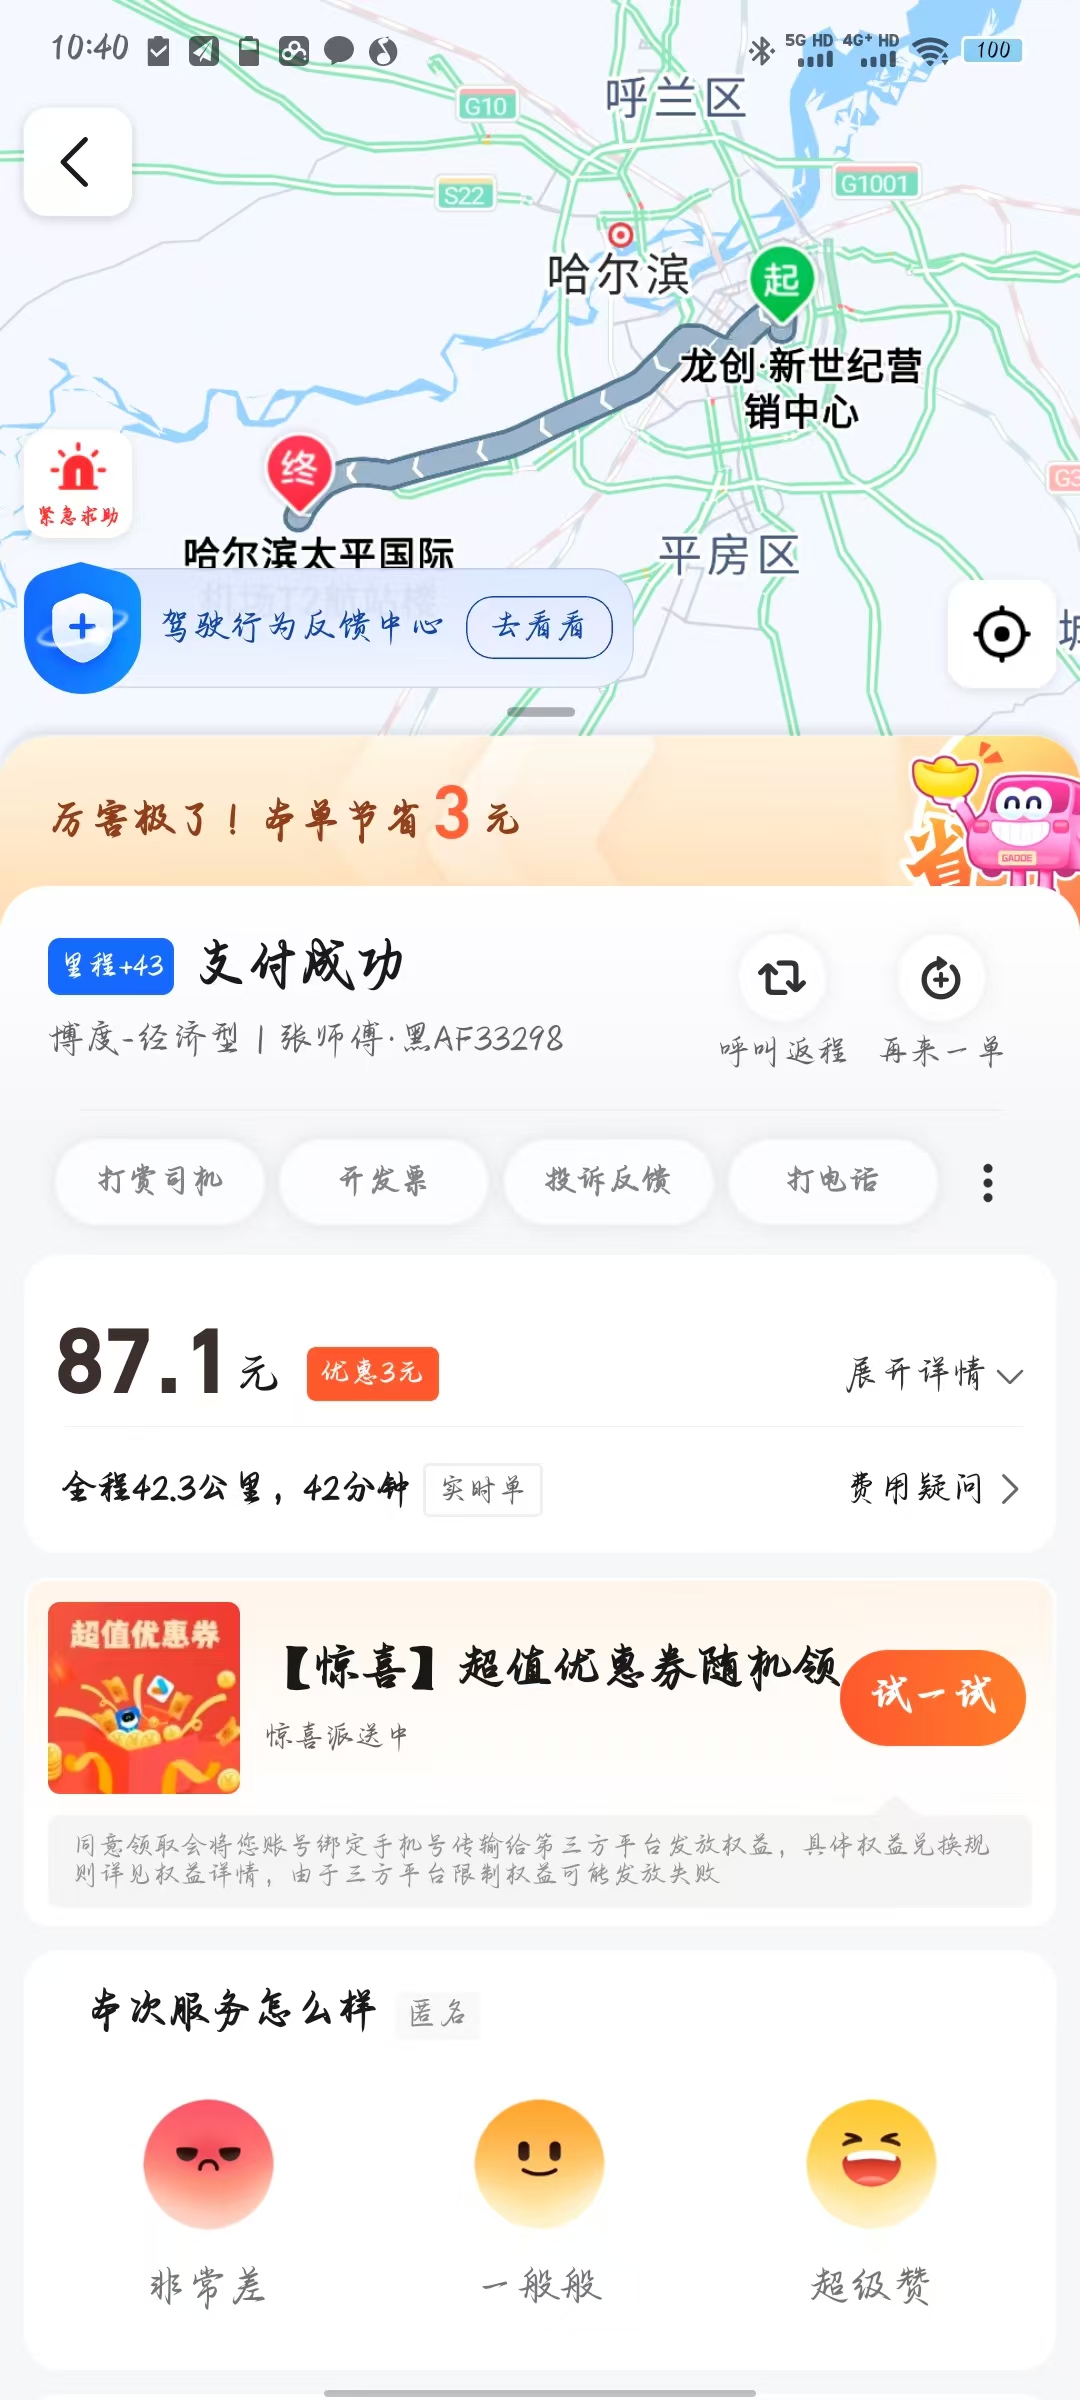 10:40
5G HD 4G+ HD 100
呼兰区
G10
G1001
S22
哈尔滨
起
龙创·新世纪营
销中心
终
G3
紧急求助
哈尔滨太平国际
机场T2航站楼
平房区
驾驶行为反馈中心 去看看
城
厉害极了！本单节省3元
省
GAODE
里程+43 支付成功
博度-经济型 | 张师傅·黑AF33298
呼叫返程 再来一单
打赏司机 开发票 投诉反馈 打电话
87.1元 优惠3元 展开详情
全程42.3公里，42分钟 实时单 费用疑问
超值优惠券
【惊喜】超值优惠券随机领
试一试
惊喜派送中
同意领取会将您账号绑定手机号传输给第三方平台发放权益，具体权益兑换规
则详见权益详情，由于三方平台限制权益可能发放失败
本次服务怎么样 匿名
非常差 一般般 超级赞